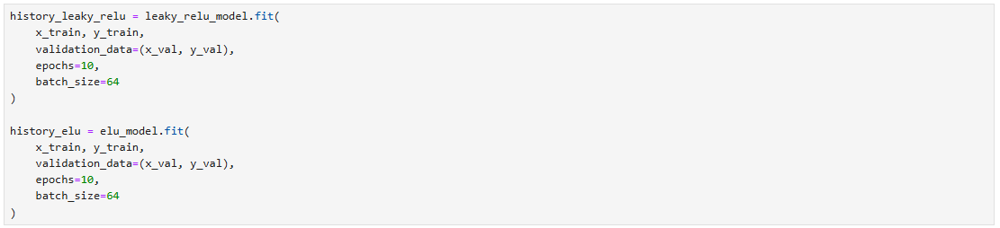 history_leaky_relu = leaky_relu_model.fit(
    x_train, y_train,
    validation_data=(x_val, y_val),
    epochs=10,
    batch_size=64
)

history_elu = elu_model.fit(
    x_train, y_train,
    validation_data=(x_val, y_val),
    epochs=10,
    batch_size=64
)